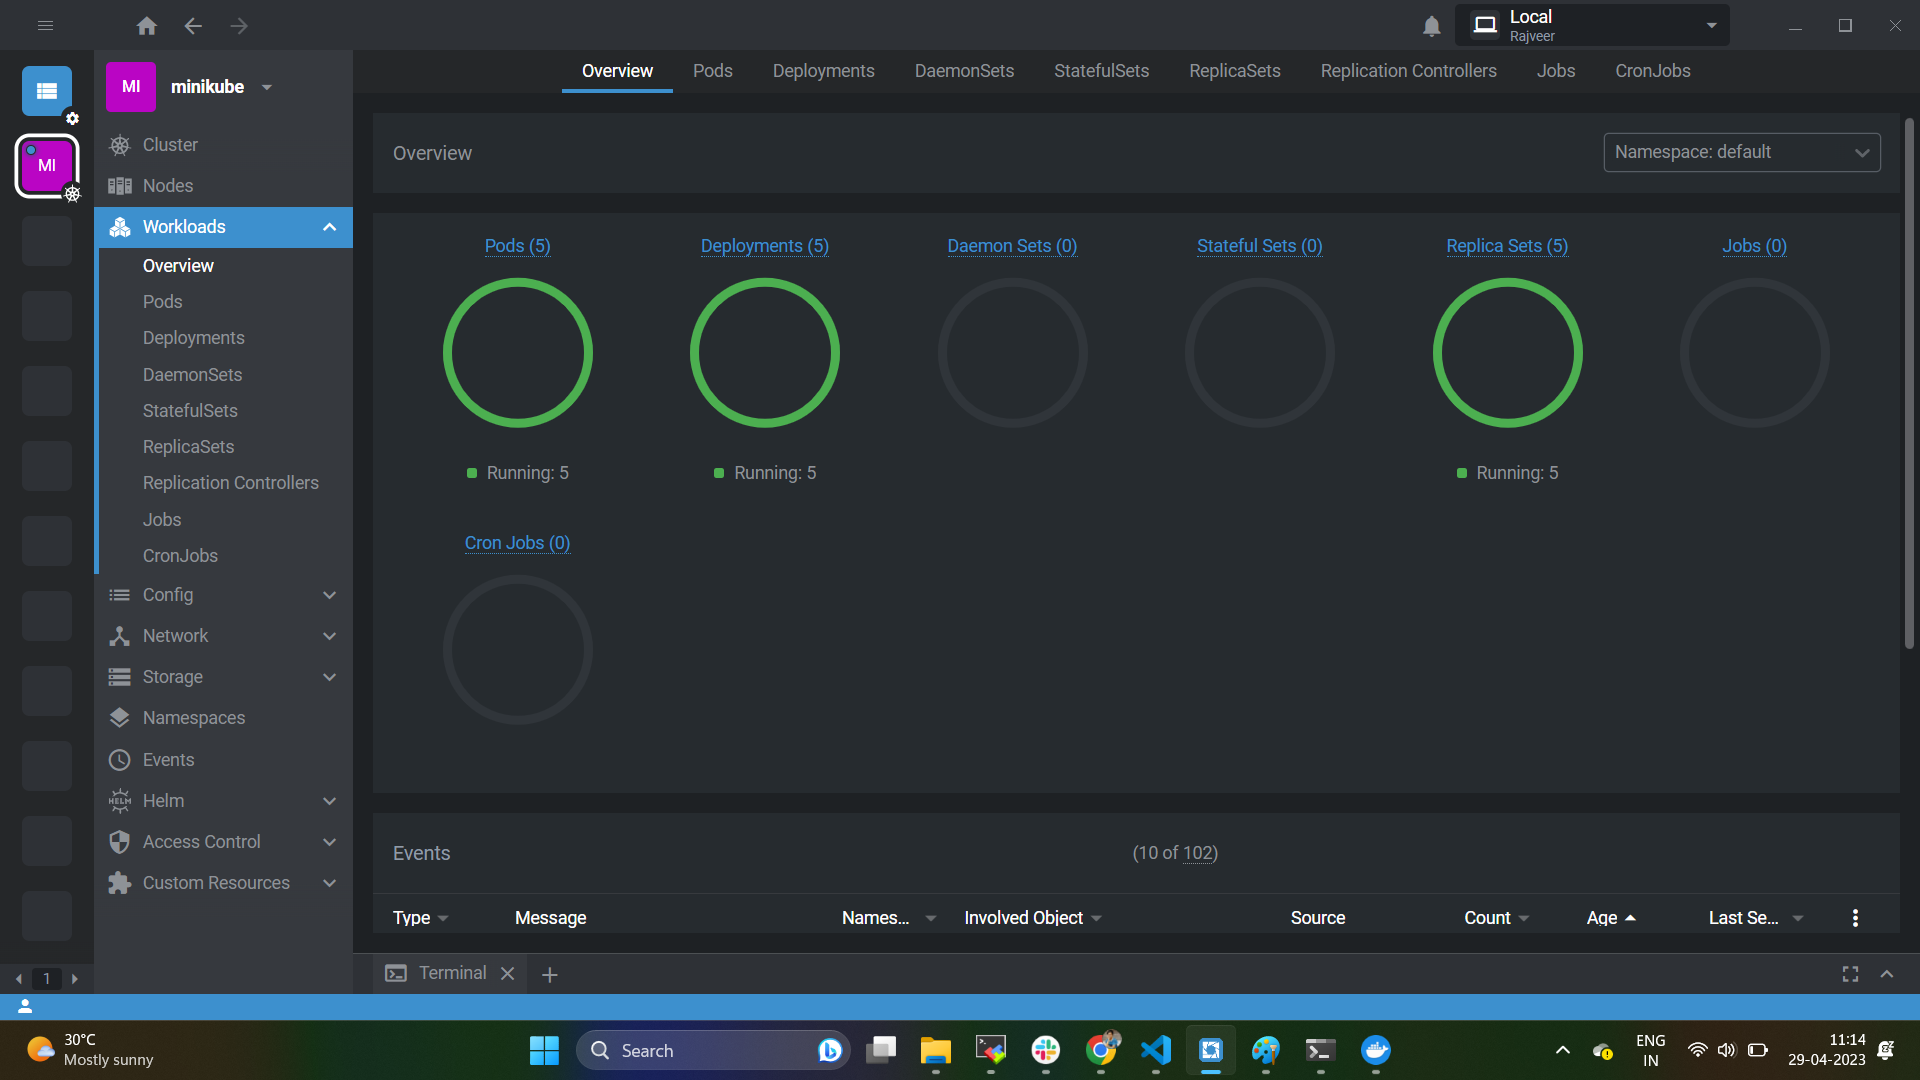 Local
Rajveer
MI
minikube
Overview
Pods
Deployments
DaemonSets
StatefulSets
ReplicaSets
Replication Controllers
Jobs
CronJobs
MI
Cluster
Nodes
Workloads
Overview
Pods
Deployments
DaemonSets
StatefulSets
ReplicaSets
Replication Controllers
Jobs
CronJobs
Config
Network
Storage
Namespaces
Events
HELM
Helm
Access Control
Custom Resources
1
Overview
Namespace: default
Pods (5)
Deployments (5)
Daemon Sets (0)
Stateful Sets (0)
Replica Sets (5)
Jobs (0)
Running: 5
Running: 5
Running: 5
Cron Jobs (0)
Events
(10 of 102)
Type
Message
Names...
Involved Object
Source
Count
Age
Last Se...
Terminal
30°C
Mostly sunny
Search
ENG
IN
11:14
29-04-2023